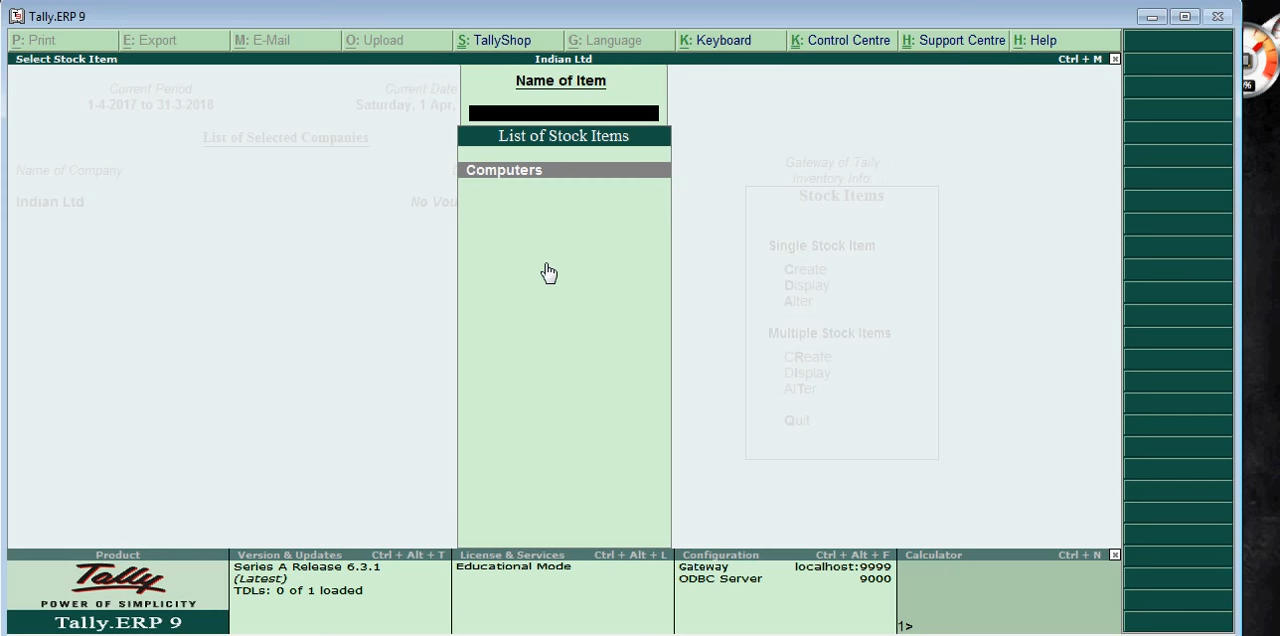 Tally.ERP 9
P: Print E: Export M: E-Mail O: Upload S: TallyShop G: Language K: Keyboard K: Control Centre H: Support Centre H: Help
Select Stock Item Indian Ltd Ctrl + M
Current Period Current Date
1-4-2017 to 31-3-2018 Saturday, 1 Apr,
List of Selected Companies
Name of Company
Indian Ltd No Vou
Name of Item
List of Stock Items
Computers
Gateway of Tally
Inventory Info.
Stock Items
Single Stock Item
Create
Display
Alter
Multiple Stock Items
CReate
DIsplay
AlTer
Quit
Product
Tally
POWER OF SIMPLICITY
Tally.ERP 9
Version & Updates Ctrl + Alt + T
Series A Release 6.3.1
(Latest)
TDLs: 0 of 1 loaded
License & Services Ctrl + Alt + L
Educational Mode
Configuration Ctrl + Alt + F
Gateway localhost:9999
ODBC Server 9000
Calculator Ctrl + N
1>